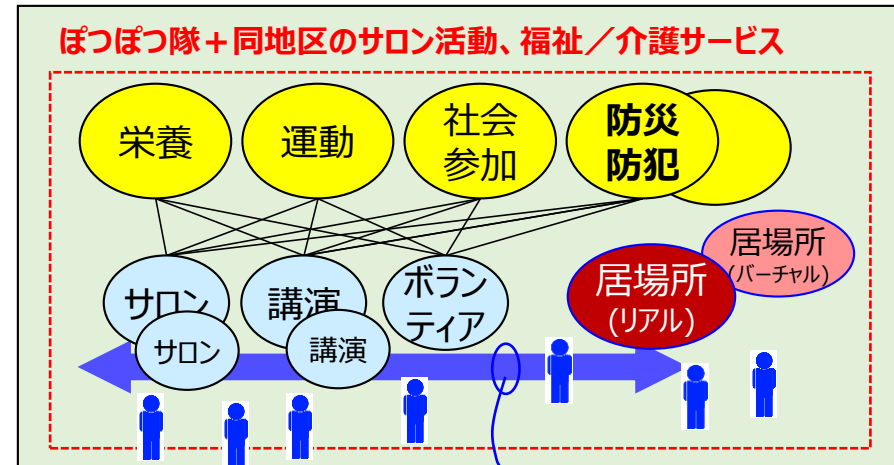 ぽつぽつ隊＋同地区のサロン活動、福祉／介護サービス
栄養
運動
社会
参加
防災
防犯
サロン
サロン
講演
講演
ボラン
ティア
居場所
(リアル)
居場所
(バーチャル)